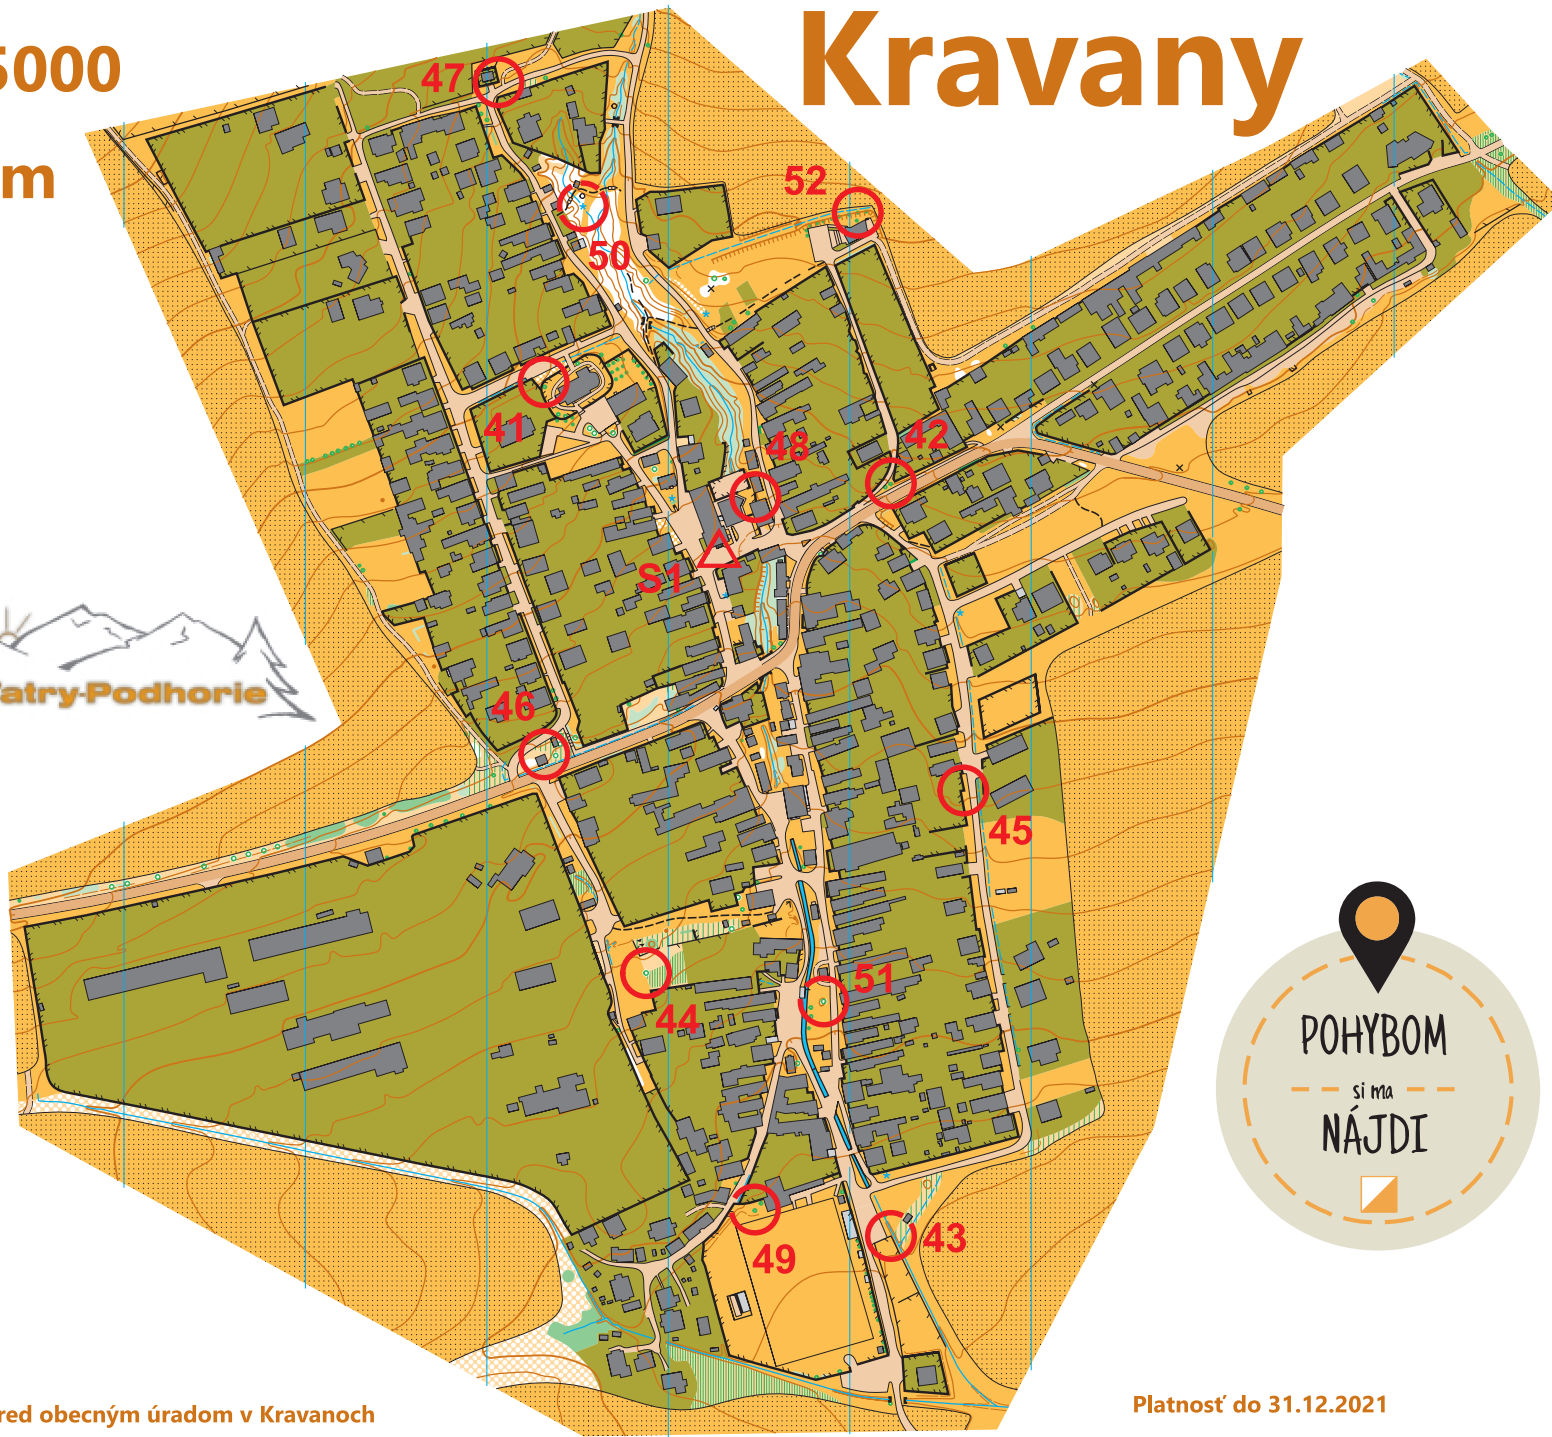 5000
Kravany
m
47
52
50
41
42
48
S1
46
45
51
44
49
43
atry-Podhorie
POHYBOM
si ma
NÁJDI
red obecným úradom v Kravanoch
Platnosť do 31.12.2021